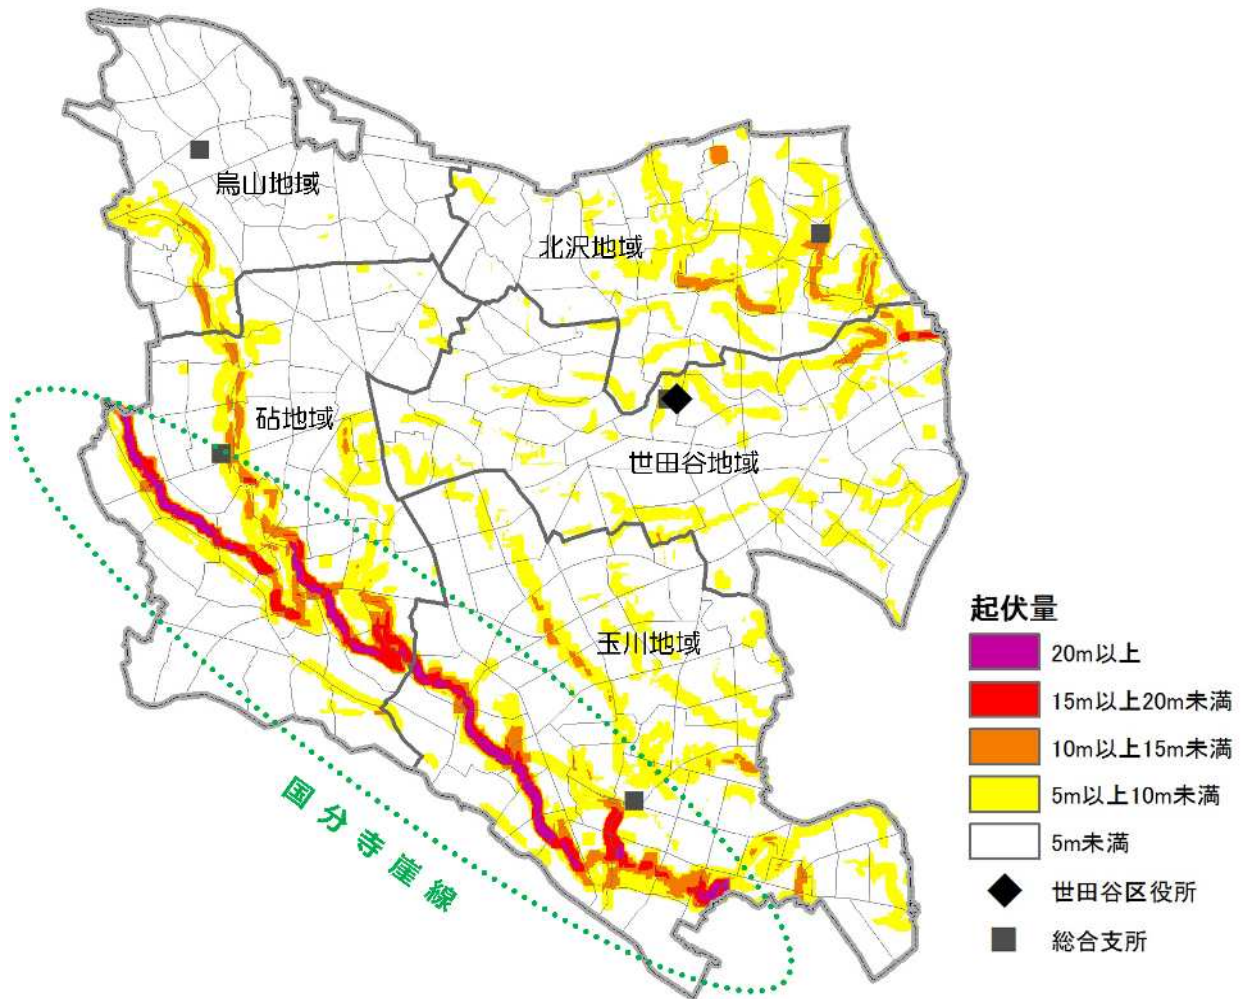 烏山地域
北沢地域
砧地域
世田谷地域
玉川地域
国分寺崖線
起伏量
20m以上
15m以上20m未満
10m以上15m未満
5m以上10m未満
5m未満
世田谷区役所
総合支所